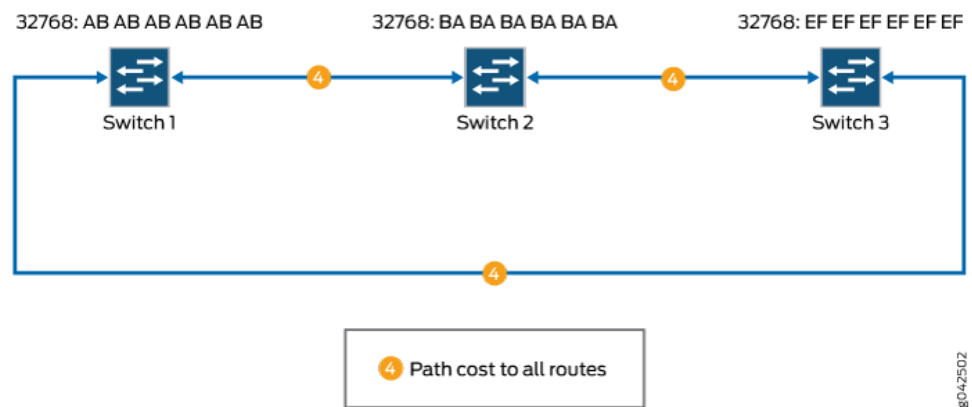 32768: AB AB AB AB AB AB
32768: BA BA BA BA BA BA
32768: EF EF EF EF EF EF
4
4
Switch 1
Switch 2
Switch 3
4
4 Path cost to all routes
g042502